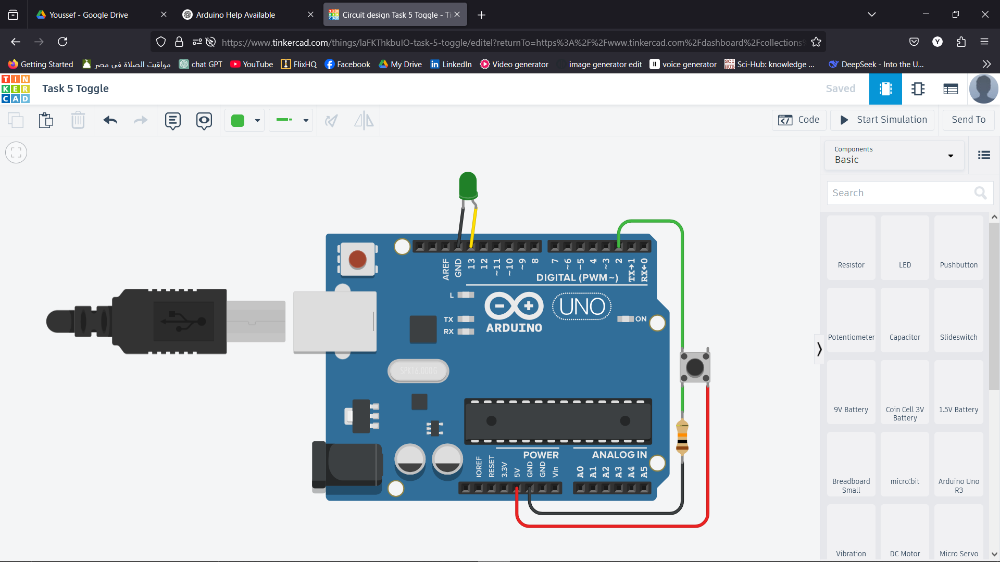 Youssef - Google Drive
Arduino Help Available
Circuit design Task 5 Toggle - Ti
https://www.tinkercad.com/things/laFKThkbuIO-task-5-toggle/editel?returnTo=https%3A%2F%2Fwww.tinkercad.com%2Fdashboard%2Fcollections%
Y
Getting Started
مواقيت الصلاة في مصر
chat GPT
YouTube
FlixHQ
Facebook
My Drive
LinkedIn
Video generator
image generator edit
voice generator
SCI HUB
Sci-Hub: knowledge ...
DeepSeek - Into the U...
TIN
KER
CAD
Task 5 Toggle
Saved
Code
Start Simulation
Send To
Components
Basic
Search
Resistor
LED
Pushbutton
Potentiometer
Capacitor
Slideswitch
9V Battery
Coin Cell 3V
Battery
1.5V Battery
Breadboard
Small
micro:bit
Arduino Uno
R3
Vibration
DC Motor
Micro Servo
AREF
GND
13
12
~11
~10
~9
8
7
~6
~5
4
~3
2
TX→1
RX←0
DIGITAL (PWM~)
L
TX
RX
ARDUINO
UNO
ON
SPK16.000G
POWER
ANALOG IN
IOREF
RESET
3.3V
5V
GND
GND
Vin
A0
A1
A2
A3
A4
A5